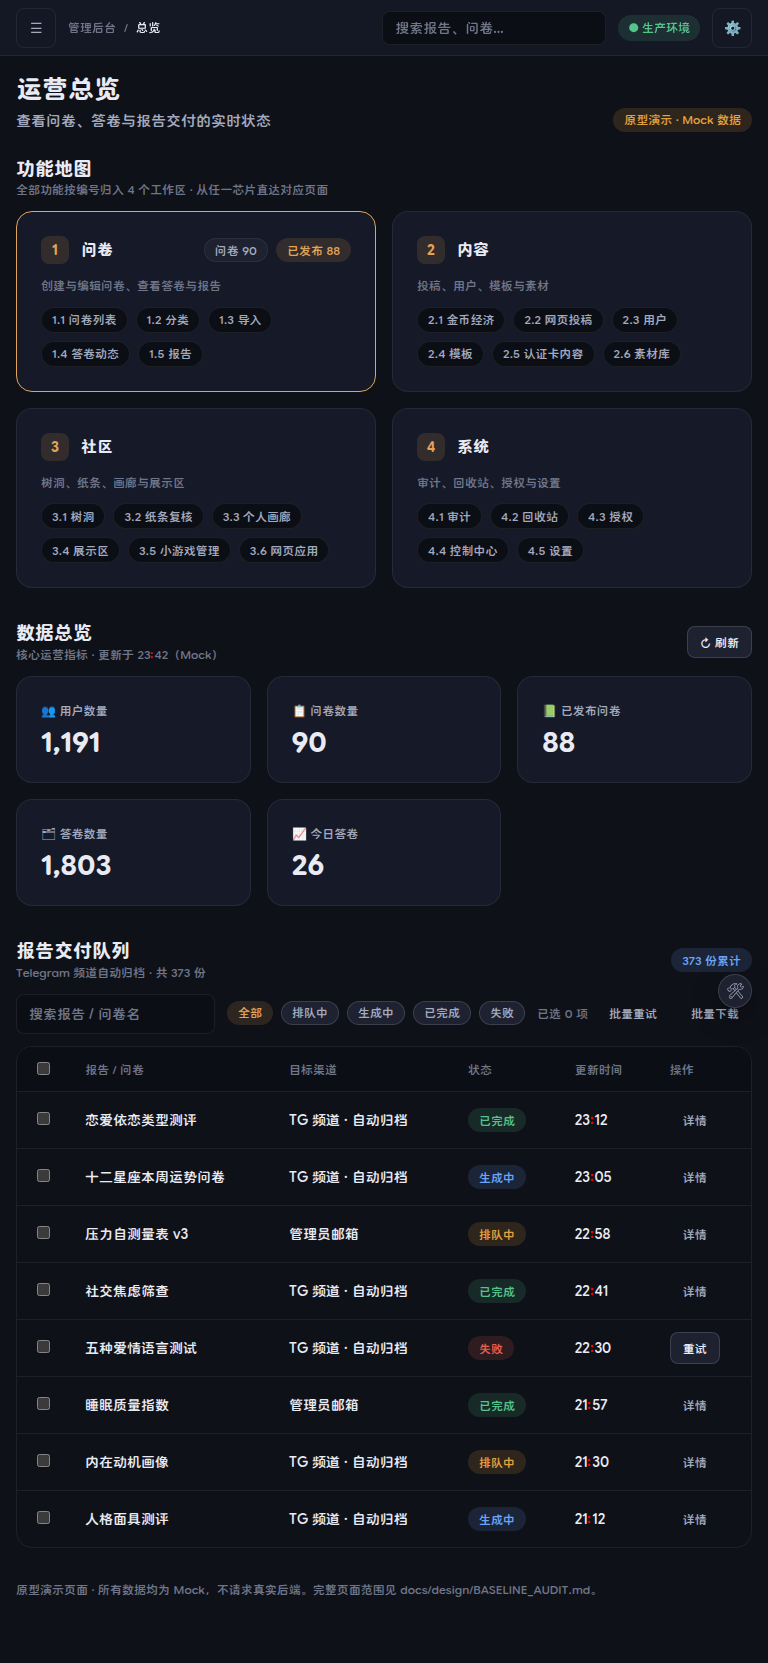 管理后台 / 总览
搜索报告、问卷…
生产环境
运营总览
查看问卷、答卷与报告交付的实时状态
原型演示 · Mock 数据
功能地图
全部功能按编号归入 4 个工作区 · 从任一芯片直达对应页面
1 问卷 问卷 90 已发布 88
创建与编辑问卷、查看答卷与报告
1.1 问卷列表 1.2 分类 1.3 导入
1.4 答卷动态 1.5 报告
2 内容
投稿、用户、模板与素材
2.1 金币经济 2.2 网页投稿 2.3 用户
2.4 模板 2.5 认证卡内容 2.6 素材库
3 社区
树洞、纸条、画廊与展示区
3.1 树洞 3.2 纸条复核 3.3 个人画廊
3.4 展示区 3.5 小游戏管理 3.6 网页应用
4 系统
审计、回收站、授权与设置
4.1 审计 4.2 回收站 4.3 授权
4.4 控制中心 4.5 设置
数据总览
核心运营指标 · 更新于 23:42（Mock）
↻ 刷新
用户数量
1,191
问卷数量
90
已发布问卷
88
答卷数量
1,803
今日答卷
26
报告交付队列
Telegram 频道自动归档 · 共 373 份
373 份累计
搜索报告 / 问卷名 全部 排队中 生成中 已完成 失败 已选 0 项 批量重试 批量下载
报告 / 问卷 目标渠道 状态 更新时间 操作
恋爱依恋类型测评 TG 频道 · 自动归档 已完成 23:12 详情
十二星座本周运势问卷 TG 频道 · 自动归档 生成中 23:05 详情
压力自测量表 v3 管理员邮箱 排队中 22:58 详情
社交焦虑筛查 TG 频道 · 自动归档 已完成 22:41 详情
五种爱情语言测试 TG 频道 · 自动归档 失败 22:30 重试
睡眠质量指数 管理员邮箱 已完成 21:57 详情
内在动机画像 TG 频道 · 自动归档 排队中 21:30 详情
人格面具测评 TG 频道 · 自动归档 生成中 21:12 详情
原型演示页面 · 所有数据均为 Mock，不请求真实后端。完整页面范围见 docs/design/BASELINE_AUDIT.md。